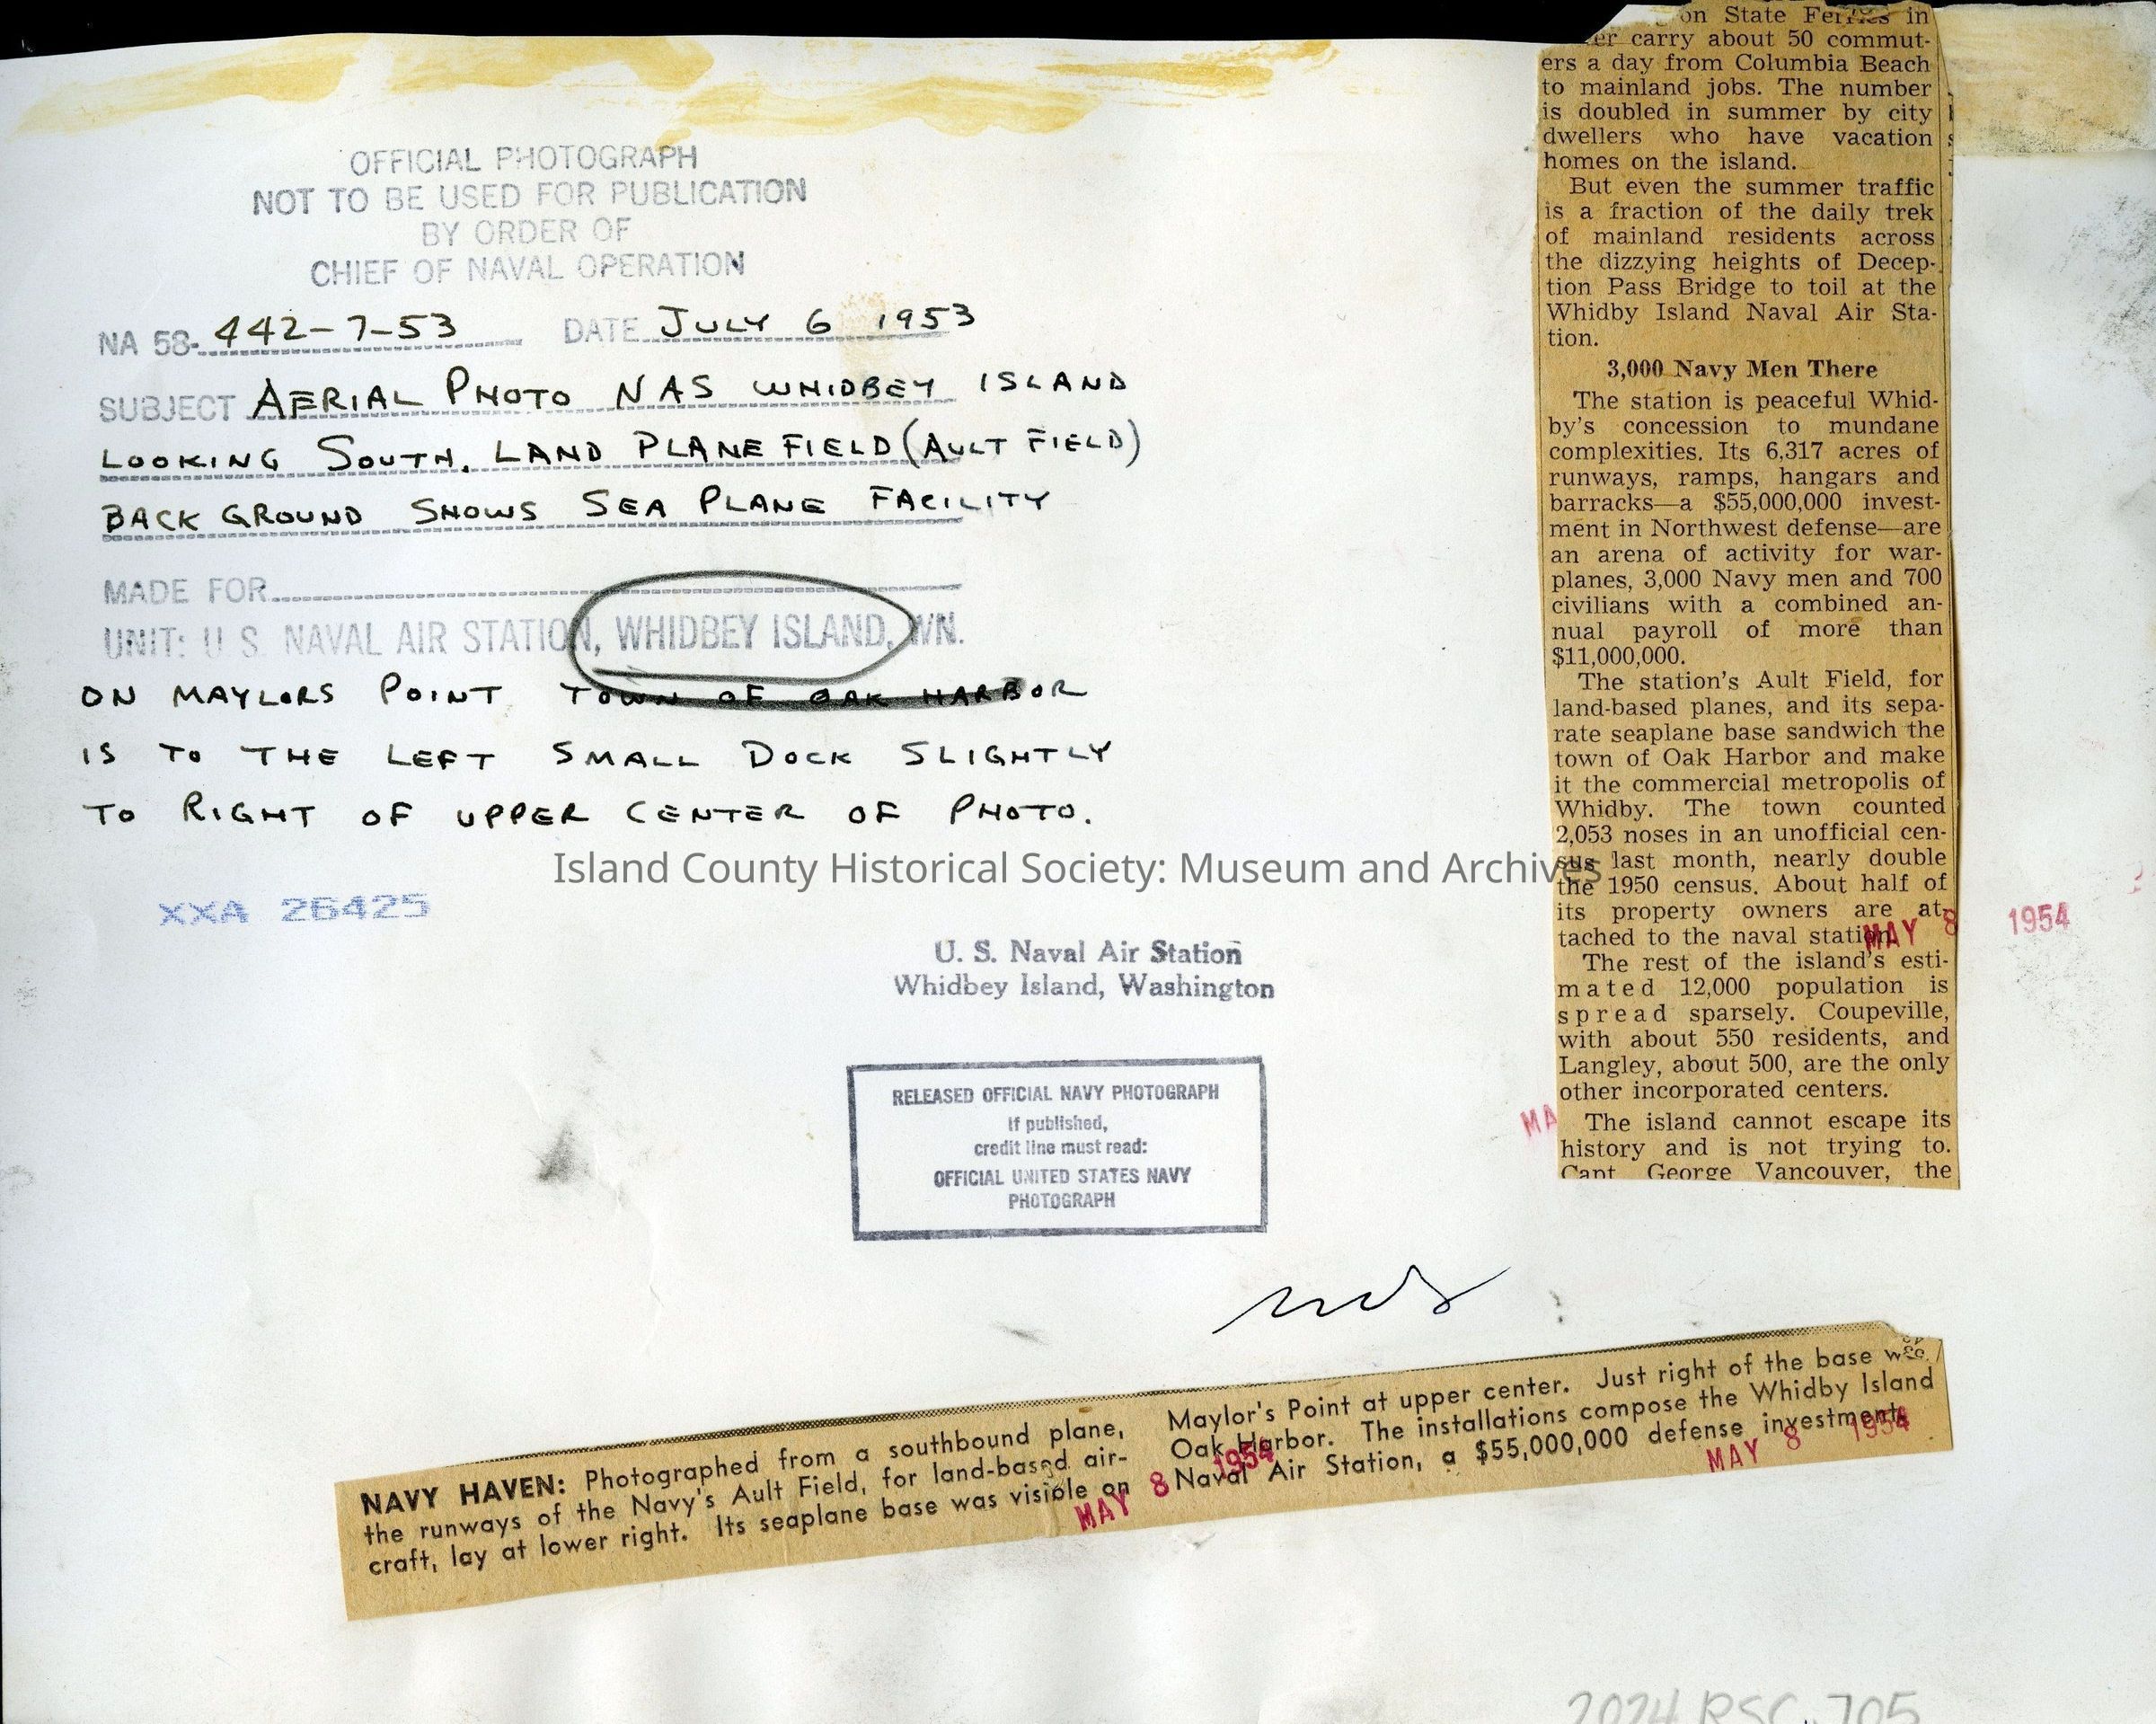 OFFICIAL PHOTOGRAPH
NOT TO BE USED FOR PUBLICATION
BY ORDER OF
CHIEF OF NAVAL OPERATION
NA 58- 442-7-53 DATE JULY 6 1953
SUBJECT AERIAL PHOTO NAS WHIDBEY ISLAND
LOOKING SOUTH. LAND PLANE FIELD (AULT FIELD)
BACK GROUND SHOWS SEA PLANE FACILITY
MADE FOR
UNIT: U S. NAVAL AIR STATION, WHIDBEY ISLAND, WN.
ON MAYLORS POINT TOWN OF OAK HARBOR
IS TO THE LEFT SMALL DOCK SLIGHTLY
TO RIGHT OF UPPER CENTER OF PHOTO.
Island County Historical Society: Museum and Archives
XXA 26425
U. S. Naval Air Station
Whidbey Island, Washington
RELEASED OFFICIAL NAVY PHOTOGRAPH
If published,
credit line must read:
OFFICIAL UNITED STATES NAVY
PHOTOGRAPH
on State Ferries in
er carry about 50 commut-
ers a day from Columbia Beach
to mainland jobs. The number
is doubled in summer by city
dwellers who have vacation
homes on the island.
But even the summer traffic
is a fraction of the daily trek
of mainland residents across
the dizzying heights of Decep-
tion Pass Bridge to toil at the
Whidby Island Naval Air Sta-
tion.
3,000 Navy Men There
The station is peaceful Whid-
by's concession to mundane
complexities. Its 6,317 acres of
runways, ramps, hangars and
barracks—a $55,000,000 invest-
ment in Northwest defense—are
an arena of activity for war-
planes, 3,000 Navy men and 700
civilians with a combined an-
nual payroll of more than
$11,000,000.
The station's Ault Field, for
land-based planes, and its sepa-
rate seaplane base sandwich the
town of Oak Harbor and make
it the commercial metropolis of
Whidby. The town counted
2,053 noses in an unofficial cen-
sus last month, nearly double
the 1950 census. About half of
its property owners are at-
tached to the naval station.
MAY 8 1954
The rest of the island's esti-
mated 12,000 population is
spread sparsely. Coupeville,
with about 550 residents, and
Langley, about 500, are the only
other incorporated centers.
MA
The island cannot escape its
history and is not trying to.
Capt. George Vancouver, the
NAVY HAVEN: Photographed from a southbound plane,
the runways of the Navy's Ault Field, for land-based air-
craft, lay at lower right. Its seaplane base was visible on
Maylor's Point at upper center. Just right of the base was
Oak Harbor. The installations compose the Whidby Island
Naval Air Station, a $55,000,000 defense investment.
MAY 8 1954
MAY 8 1954
2024.RSC.705